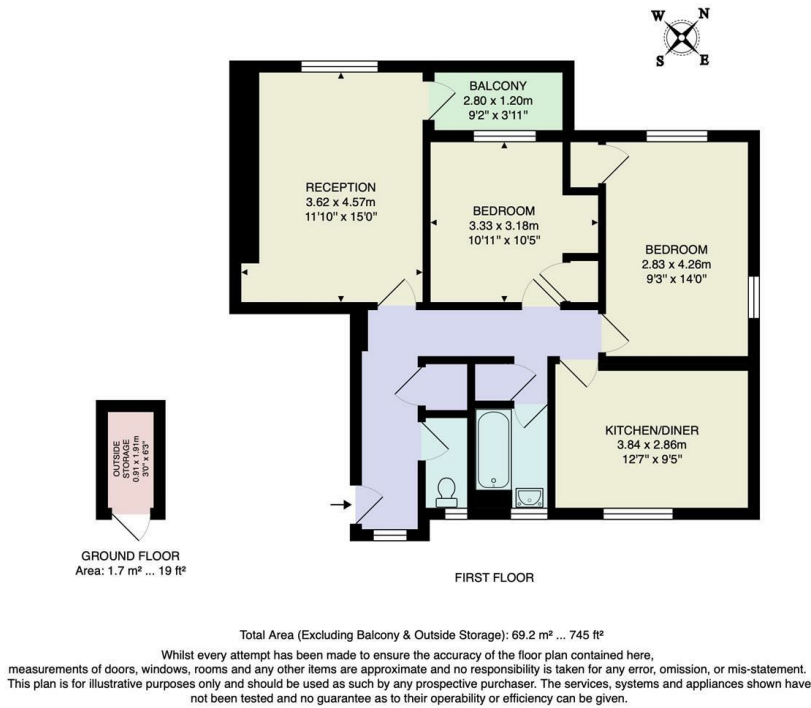 W N
S E
BALCONY
2.80 x 1.20m
9'2" x 3'11"
RECEPTION
3.62 x 4.57m
11'10" x 15'0"
BEDROOM
3.33 x 3.18m
10'11" x 10'5"
BEDROOM
2.83 x 4.26m
9'3" x 14'0"
KITCHEN/DINER
3.84 x 2.86m
12'7" x 9'5"
OUTSIDE
STORAGE
0.91 x 1.91m
3'0" x 6'3"
GROUND FLOOR
Area: 1.7 m² ... 19 ft²
FIRST FLOOR
Total Area (Excluding Balcony & Outside Storage): 69.2 m² ... 745 ft²
Whilst every attempt has been made to ensure the accuracy of the floor plan contained here,
measurements of doors, windows, rooms and any other items are approximate and no responsibility is taken for any error, omission, or mis-statement.
This plan is for illustrative purposes only and should be used as such by any prospective purchaser. The services, systems and appliances shown have
not been tested and no guarantee as to their operability or efficiency can be given.